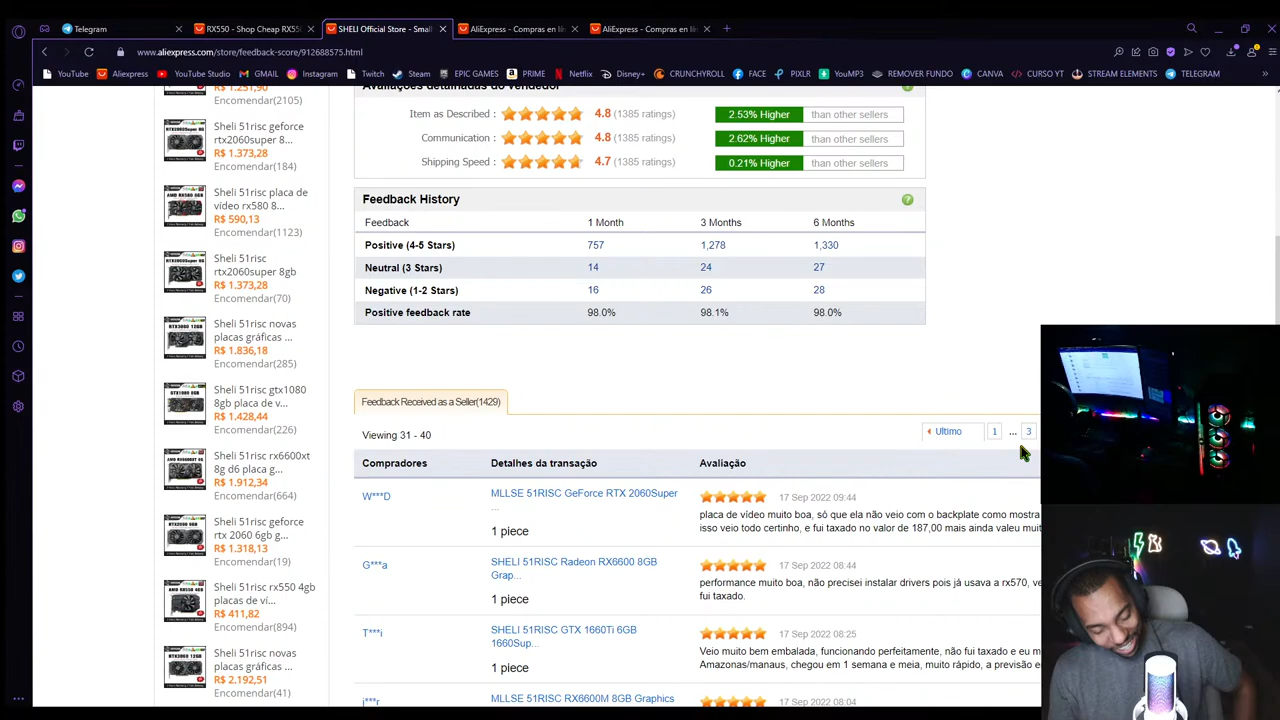 Telegram
RX550 - Shop Cheap RX550
SHELI Official Store - Small
AliExpress - Compras en lí
AliExpress - Compras en lí
www.aliexpress.com/store/feedback-score/912688575.html
YouTube
Aliexpress
YouTube Studio
GMAIL
Instagram
Twitch
Steam
EPIC GAMES
PRIME
Netflix
Disney+
CRUNCHYROLL
FACE
PIXLR
YouMP3
REMOVER FUNDO
CANVA
CURSO YT
STREAM ELEMENTS
TELEGRAM
R$ 1.251,90
Encomendar(2105)
Sheli 51risc geforce
rtx2060super 8...
R$ 1.373,28
Encomendar(184)
Sheli 51risc placa de
vídeo rx580 8...
R$ 590,13
Encomendar(1123)
Sheli 51risc
rtx2060super 8gb
R$ 1.373,28
Encomendar(70)
Sheli 51risc novas
placas gráficas ...
R$ 1.836,18
Encomendar(285)
Sheli 51risc gtx1080
8gb placa de v...
R$ 1.428,44
Encomendar(226)
Sheli 51risc rx6600xt
8g d6 placa g...
R$ 1.912,34
Encomendar(664)
Sheli 51risc geforce
rtx 2060 6gb g...
R$ 1.318,13
Encomendar(19)
Sheli 51risc rx550 4gb
placas de ví...
R$ 411,82
Encomendar(894)
Sheli 51risc novas
placas gráficas ...
R$ 2.192,51
Encomendar(41)
Avaliações detalhadas do vendedor
Item as Described : 4.8 (1385 ratings) 2.53% Higher than other sellers
Communication : 4.8 (1385 ratings) 2.62% Higher than other sellers
Shipping Speed : 4.7 (1385 ratings) 0.21% Higher than other sellers
Feedback History
Feedback 1 Month 3 Months 6 Months
Positive (4-5 Stars) 757 1,278 1,330
Neutral (3 Stars) 14 24 27
Negative (1-2 Stars) 16 26 28
Positive feedback rate 98.0% 98.1% 98.0%
Feedback Received as a Seller(1429)
Viewing 31 - 40
Ultimo 1 ... 3
Compradores Detalhes da transação Avaliação
W***D MLLSE 51RISC GeForce RTX 2060Super 17 Sep 2022 09:44
...
placa de vídeo muito boa, só que ela não veio com o backplate como mostra
isso veio todo certinho, e fui taxado no valor de 187,00 mais ainda valeu mui
1 piece
G***a SHELI 51RISC Radeon RX6600 8GB 17 Sep 2022 08:44
Grap...
performance muito boa, não precisei instalar drivers pois já usava a rx570, ve
fui taxado.
1 piece
T***i SHELI 51RISC GTX 1660Ti 6GB 17 Sep 2022 08:25
1660Sup...
Veio muito bem embalada, funcionando perfeitamente, não fui taxado e eu m
Amazonas/manaus, chegou em 1 semana e meia, muito rápido, a previsão e
1 piece
i***r MLLSE 51RISC RX6600M 8GB Graphics 17 Sep 2022 08:04